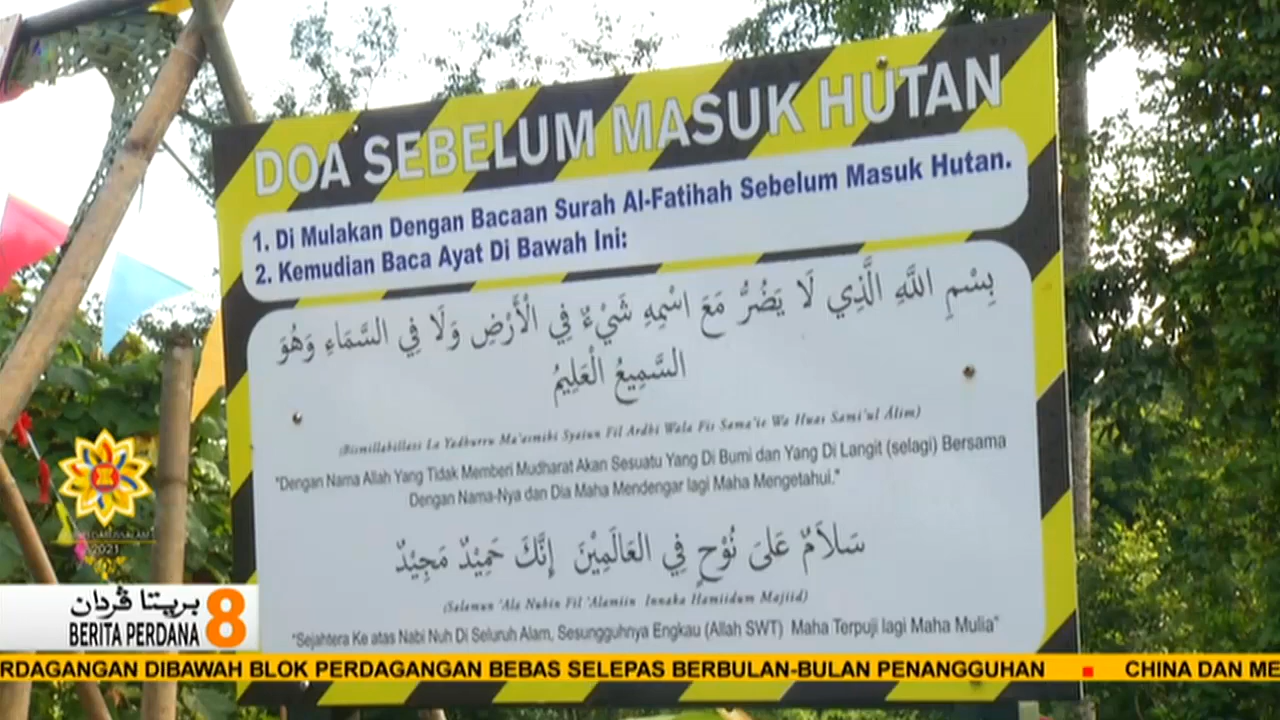 DOA SEBELUM MASUK HUTAN
1. Di Mulakan Dengan Bacaan Surah Al-Fatihah Sebelum Masuk Hutan.
2. Kemudian Baca Ayat Di Bawah Ini:
بِسْمِ اللَّهِ الَّذِي لَا يَضُرُّ مَعَ اسْمِهِ شَيْءٌ فِي الْأَرْضِ وَلَا فِي السَّمَاءِ وَهُوَ
السَّمِيعُ الْعَلِيمُ
(Bismillahillazi La Yadhurru Ma'asmihi Syaiun Fil Ardhi Wala Fis Sama'ie Wa Huas Sami'ul Alim)
"Dengan Nama Allah Yang Tidak Memberi Mudharat Akan Sesuatu Yang Di Bumi dan Yang Di Langit (selagi) Bersama
Dengan Nama-Nya dan Dia Maha Mendengar lagi Maha Mengetahui."
سَلاَمٌ عَلىَ نُوْحٍ فِي العَالَمِيْنَ إِنَّكَ حَمِيْدٌ مَجِيْدٌ
(Salamun 'Ala Nuhin Fil 'Alamiin Innaka Hamiidum Majiid)
"Sejahtera Ke atas Nabi Nuh Di Seluruh Alam, Sesungguhnya Engkau (Allah SWT) Maha Terpuji lagi Maha Mulia"
2021
بريتا ڤردان
BERITA PERDANA 8
RDAGANGAN DIBAWAH BLOK PERDAGANGAN BEBAS SELEPAS BERBULAN-BULAN PENANGGUHAN ■ CHINA DAN ME